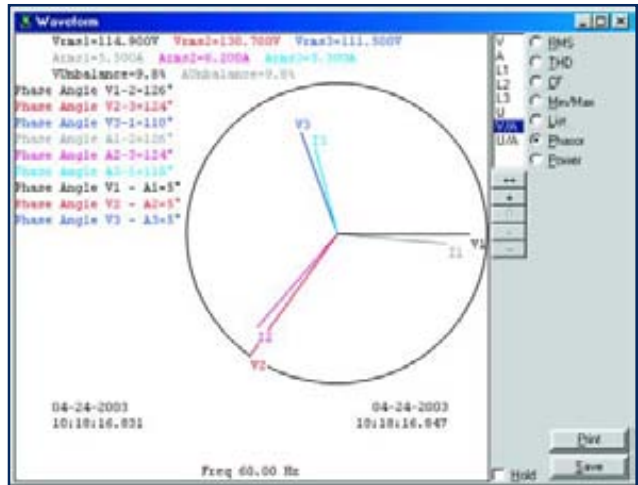 Waveform
Vrms1=114.900V Vrms2=130.700V Vrms3=111.500V
Arms1=5.500A Arms2=6.200A Arms3=5.300A
VUnbalance=9.8% AUnbalance=9.8%
Phase Angle V1-2=126°
Phase Angle V2-3=124°
Phase Angle V3-1=110°
Phase Angle A1-2=126°
Phase Angle A2-3=124°
Phase Angle A3-1=110°
Phase Angle V1 - A1=5°
Phase Angle V2 - A2=5°
Phase Angle V3 - A3=5°
V3
I3
V1
I1
I2
V2
04-24-2003
10:18:16.831
04-24-2003
10:18:16.847
Freq 60.00 Hz
V
A
L1
L2
L3
U
V/A
U/A
RMS
THD
CF
Min/Max
List
Phasor
Power
Print
Hold
Save